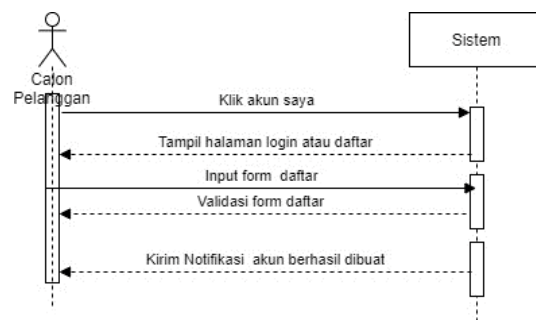 Sistem
Calon
Pelanggan
Klik akun saya
Tampil halaman login atau daftar
Input form  daftar
Validasi form daftar
Kirim Notifikasi  akun berhasil dibuat